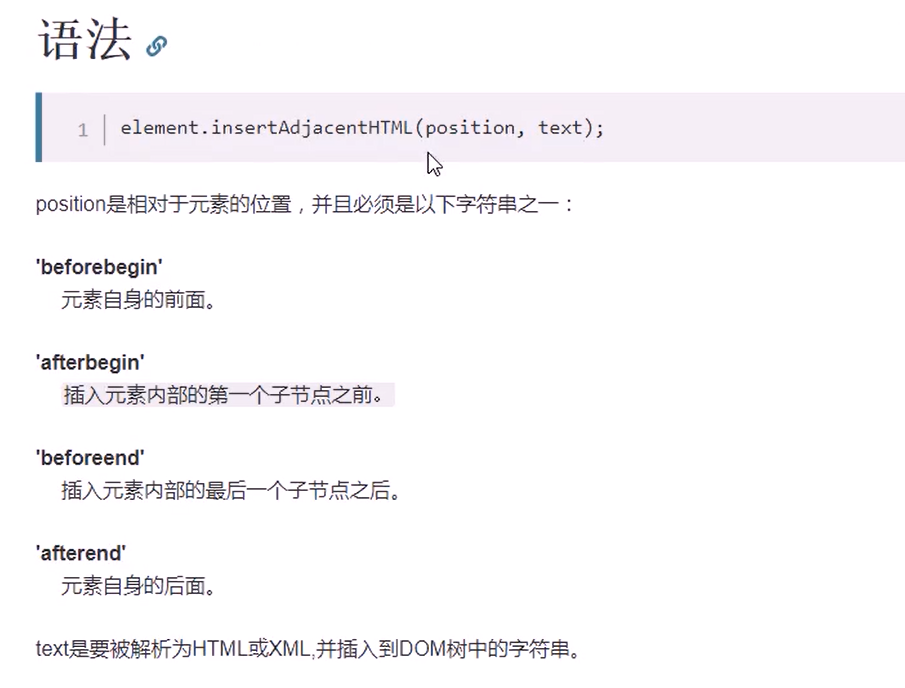 语法
1 element.insertAdjacentHTML(position, text);
position是相对于元素的位置，并且必须是以下字符串之一：
'beforebegin'
元素自身的前面。
'afterbegin'
插入元素内部的第一个子节点之前。
'beforeend'
插入元素内部的最后一个子节点之后。
'afterend'
元素自身的后面。
text是要被解析为HTML或XML,并插入到DOM树中的字符串。